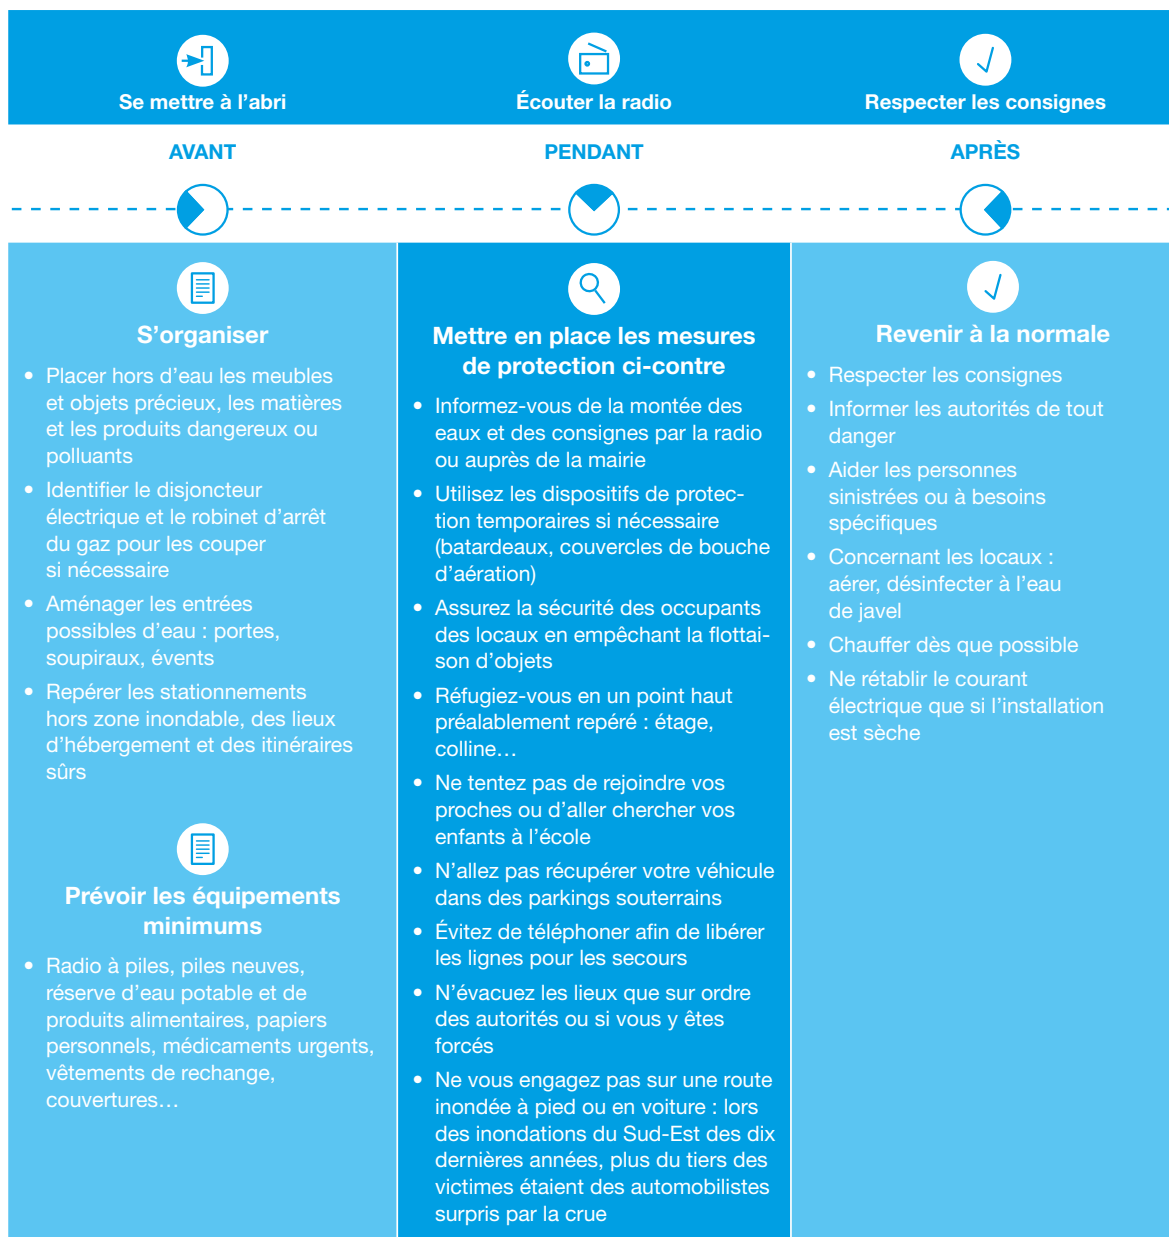 Se mettre à l'abri
Écouter la radio
Respecter les consignes
AVANT
PENDANT
APRÈS
S'organiser
• Placer hors d'eau les meubles
et objets précieux, les matières
et les produits dangereux ou
polluants
• Identifier le disjoncteur
électrique et le robinet d'arrêt
du gaz pour les couper
si nécessaire
• Aménager les entrées
possibles d'eau : portes,
soupiraux, évents
• Repérer les stationnements
hors zone inondable, des lieux
d'hébergement et des itinéraires
sûrs
Prévoir les équipements
minimums
• Radio à piles, piles neuves,
réserve d'eau potable et de
produits alimentaires, papiers
personnels, médicaments urgents,
vêtements de rechange,
couvertures…
Mettre en place les mesures
de protection ci-contre
• Informez-vous de la montée des
eaux et des consignes par la radio
ou auprès de la mairie
• Utilisez les dispositifs de protec-
tion temporaires si nécessaire
(batardeaux, couvercles de bouche
d'aération)
• Assurez la sécurité des occupants
des locaux en empêchant la flottai-
son d'objets
• Réfugiez-vous en un point haut
préalablement repéré : étage,
colline…
• Ne tentez pas de rejoindre vos
proches ou d'aller chercher vos
enfants à l'école
• N'allez pas récupérer votre véhicule
dans des parkings souterrains
• Évitez de téléphoner afin de libérer
les lignes pour les secours
• N'évacuez les lieux que sur ordre
des autorités ou si vous y êtes
forcés
• Ne vous engagez pas sur une route
inondée à pied ou en voiture : lors
des inondations du Sud-Est des dix
dernières années, plus du tiers des
victimes étaient des automobilistes
surpris par la crue
Revenir à la normale
• Respecter les consignes
• Informer les autorités de tout
danger
• Aider les personnes
sinistrées ou à besoins
spécifiques
• Concernant les locaux :
aérer, désinfecter à l'eau
de javel
• Chauffer dès que possible
• Ne rétablir le courant
électrique que si l'installation
est sèche